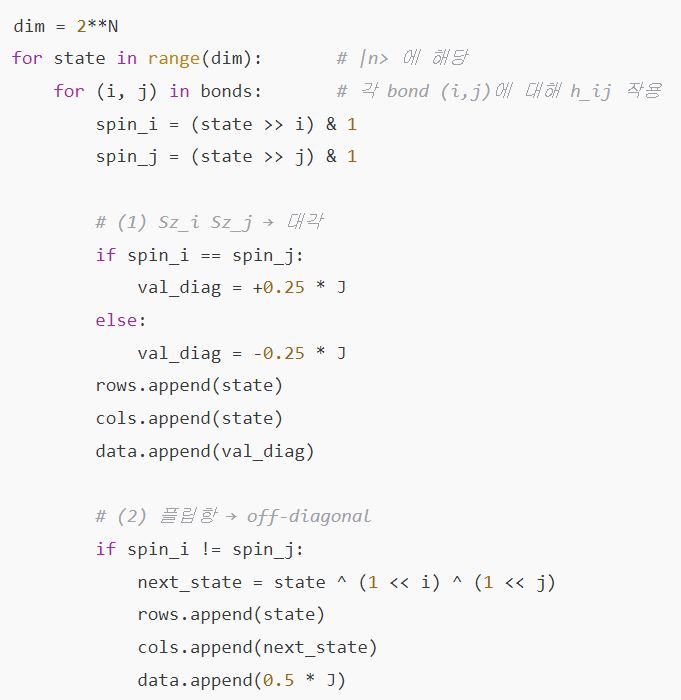 dim = 2**N
for state in range(dim):       # |n> 에 해당
    for (i, j) in bonds:       # 각 bond (i,j)에 대해 h_ij 작용
        spin_i = (state >> i) & 1
        spin_j = (state >> j) & 1

        # (1) Sz_i Sz_j → 대각
        if spin_i == spin_j:
            val_diag = +0.25 * J
        else:
            val_diag = -0.25 * J
        rows.append(state)
        cols.append(state)
        data.append(val_diag)

        # (2) 플립항 → off-diagonal
        if spin_i != spin_j:
            next_state = state ^ (1 << i) ^ (1 << j)
            rows.append(state)
            cols.append(next_state)
            data.append(0.5 * J)